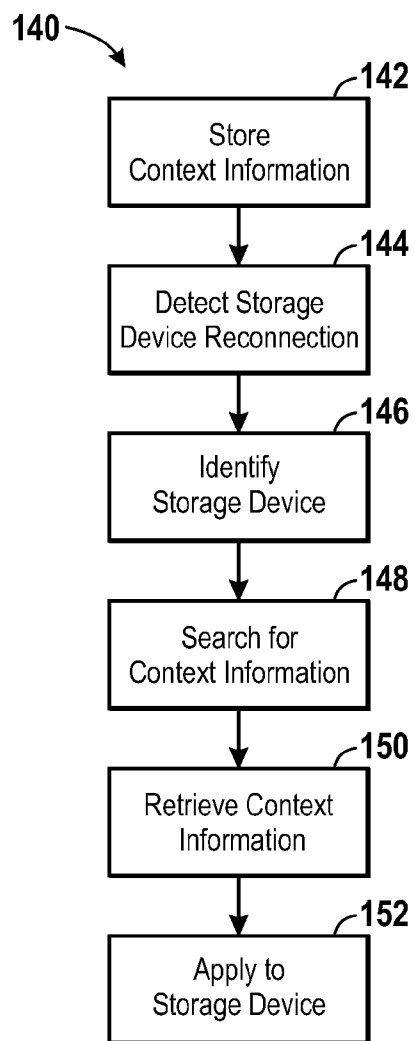 140
142
Store
Context Information
144
Detect Storage
Device Reconnection
146
Identify
Storage Device
148
Search for
Context Information
150
Retrieve Context
Information
152
Apply to
Storage Device